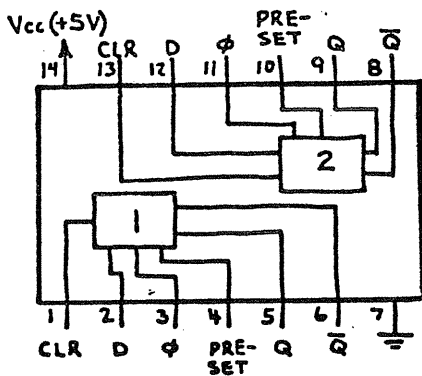 Vcc (+5V)
CLR D Φ PRE-SET Q Q̅
14 13 12 11 10 9 8
2
1
1 2 3 4 5 6 7
CLR D Φ PRE-SET Q Q̅